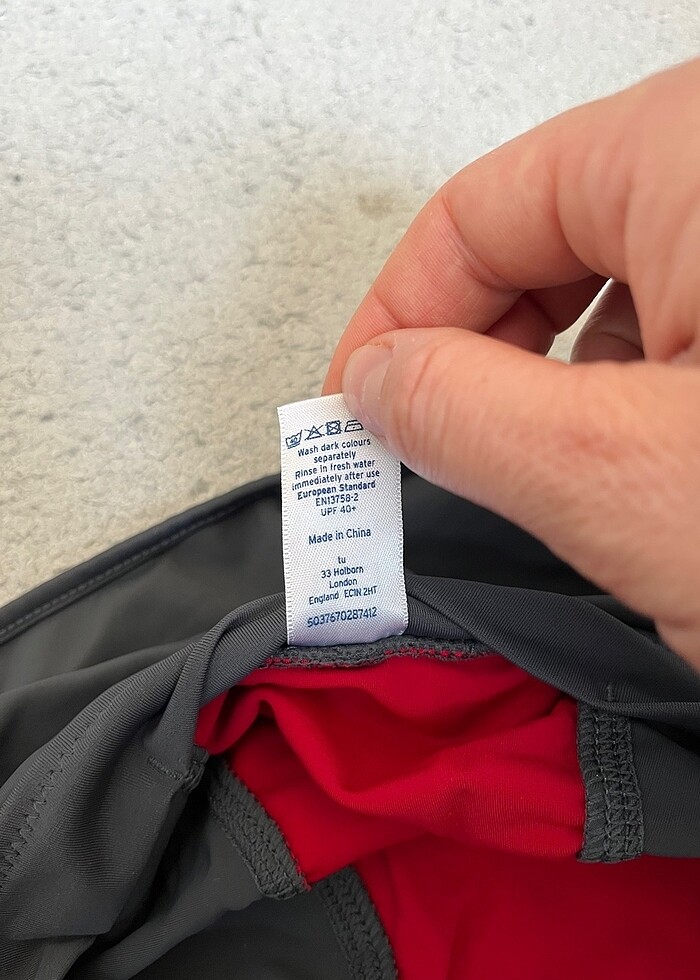 Wash dark colours
separately
Rinse in fresh water
immediately after use
European Standard
EN13758-2
UPF 40+
Made in China
tu
33 Holborn
London
England EC1N 2HT
5037670287412